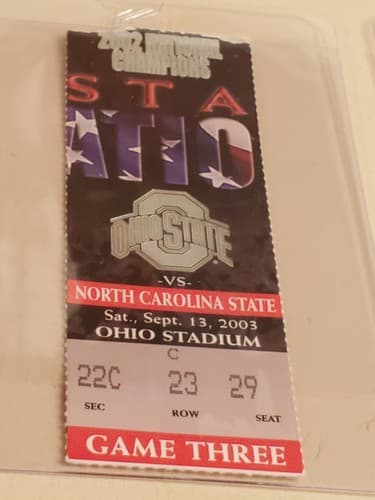 2002 NATIONAL
CHAMPIONS
STA
ATIO
OHIO STATE
-VS-
NORTH CAROLINA STATE
Sat., Sept. 13, 2003
OHIO STADIUM
C
22C 23 29
SEC ROW SEAT
GAME THREE